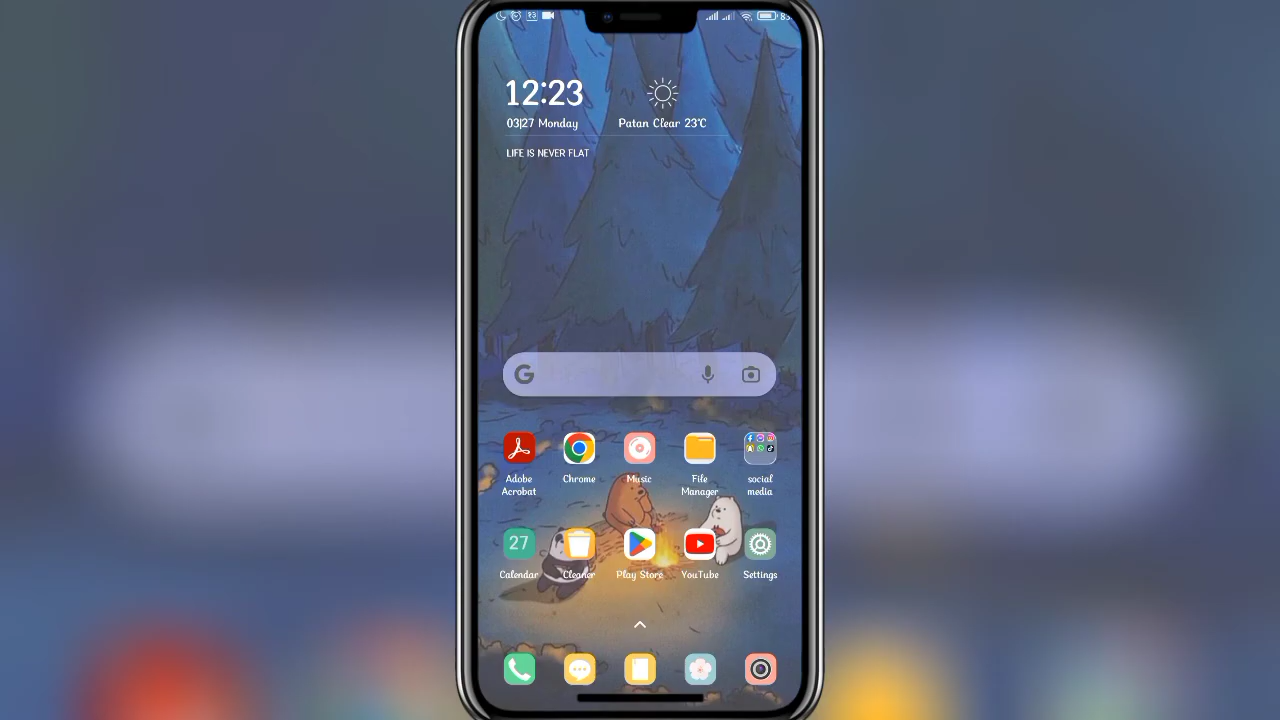 12:23
03|27 Monday
Patan Clear 23°C
LIFE IS NEVER FLAT
G
Adobe Acrobat
Chrome
Music
File Manager
social media
27
Calendar
Cleaner
Play Store
YouTube
Settings